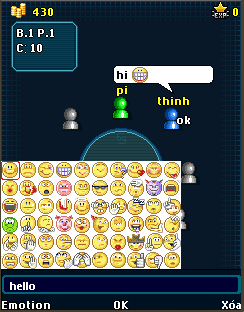 430
EXP
0
B.1 P.1
C: 10
hi
pi
thinh
ok
hello
Emotion
OK
Xóa